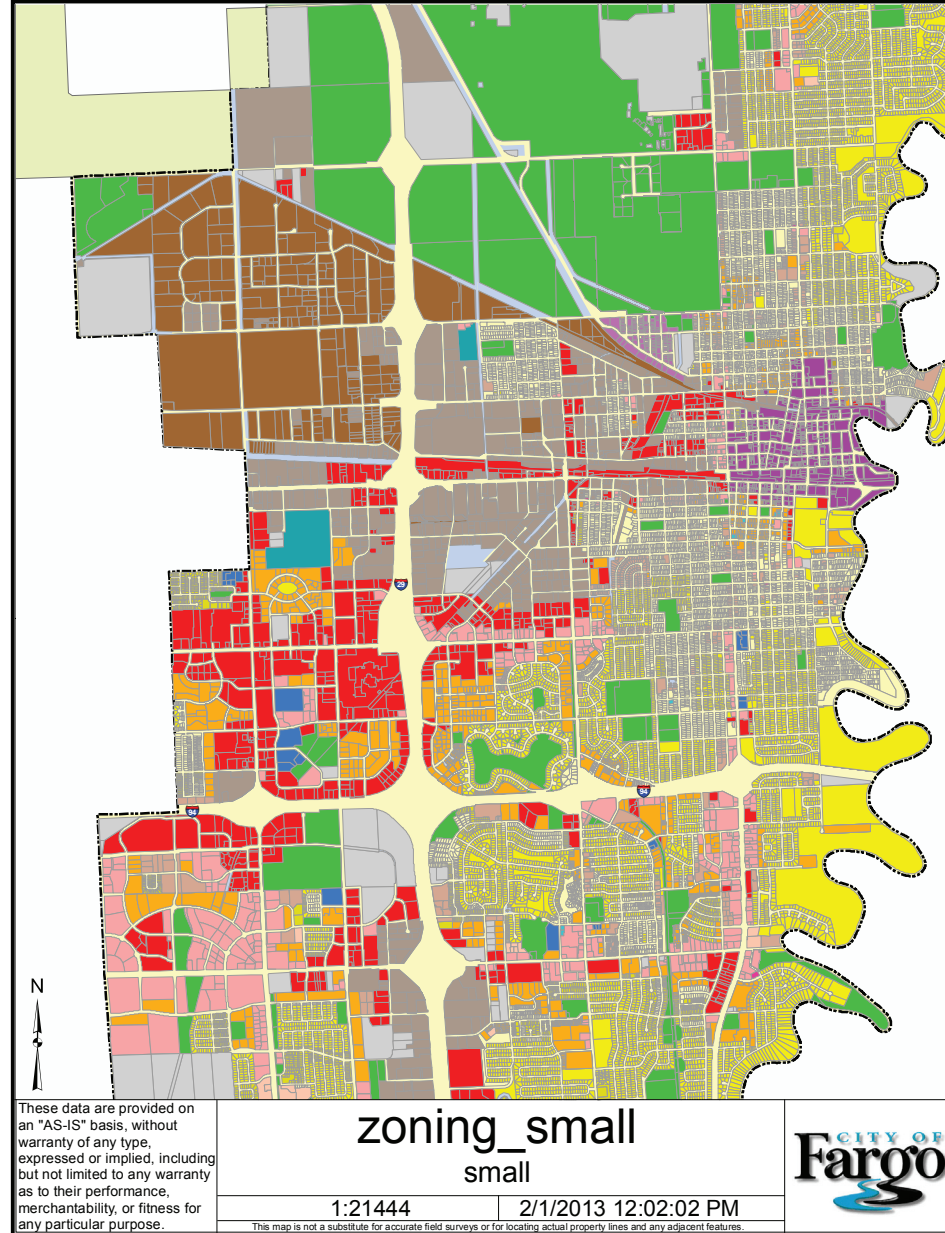 29
94
94
N
These data are provided on
an "AS-IS" basis, without
warranty of any type,
expressed or implied, including
but not limited to any warranty
as to their performance,
merchantability, or fitness for
any particular purpose.
zoning_small
small
1:21444
2/1/2013 12:02:02 PM
This map is not a substitute for accurate field surveys or for locating actual property lines and any adjacent features.
CITY OF
Fargo